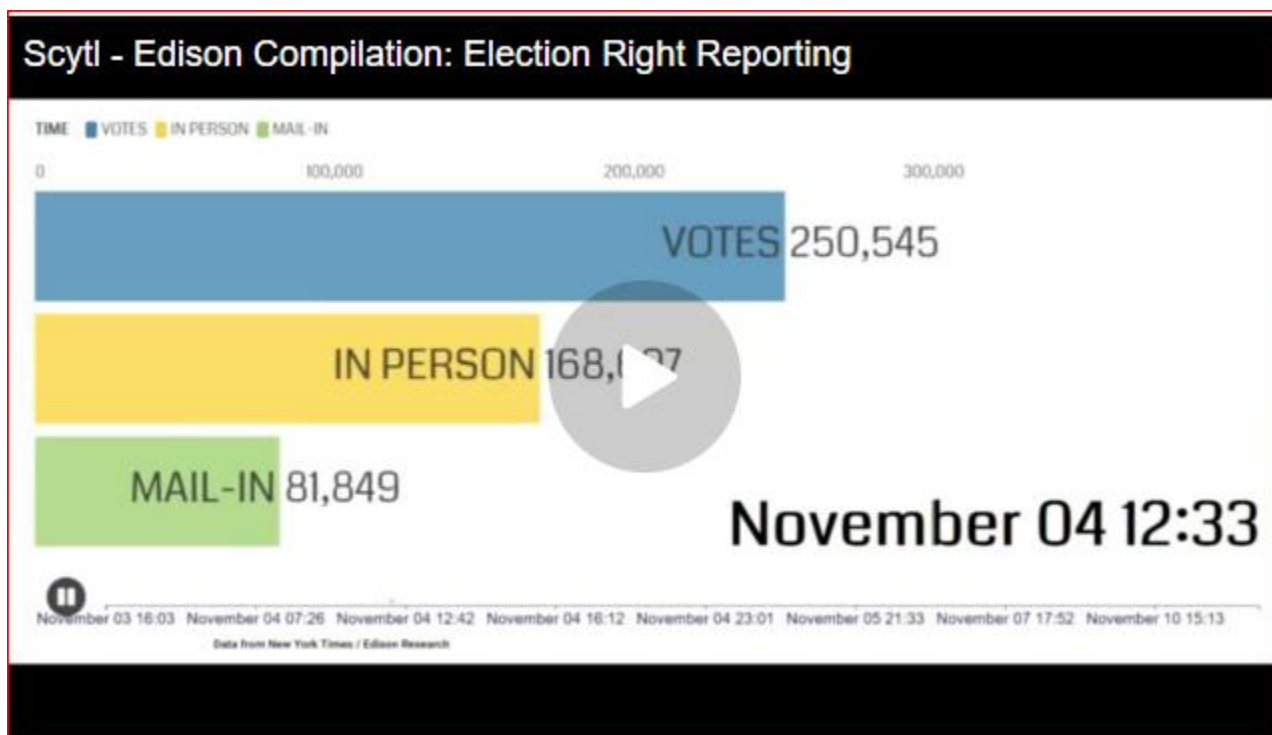 Scytl - Edison Compilation: Election Right Reporting
TIME VOTES IN PERSON MAIL-IN
0 100,000 200,000 300,000
VOTES 250,545
IN PERSON
MAIL-IN 81,849
November 04 12:33
November 03 16:03 November 04 07:26 November 04 12:42 November 04 16:12 November 04 23:01 November 05 21:33 November 07 17:52 November 10 15:13
Data from New York Times / Edison Research